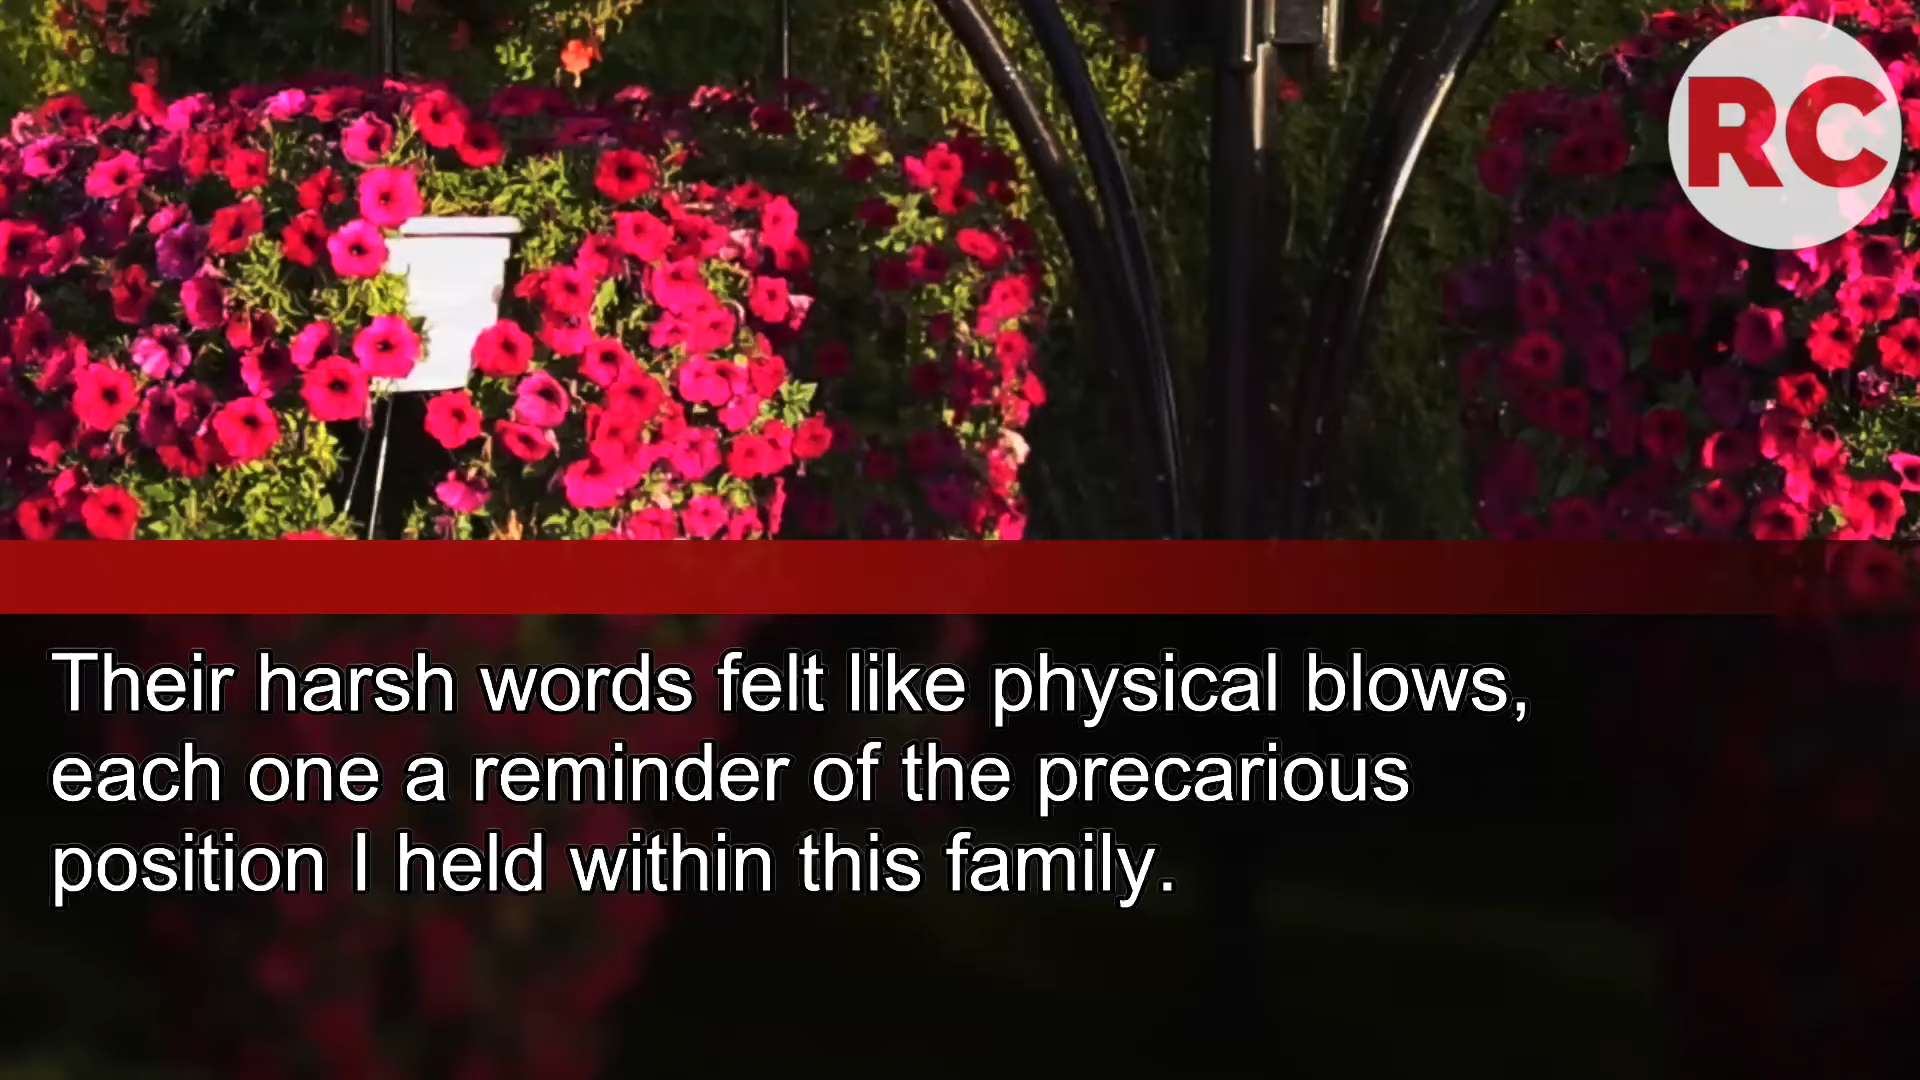 RC
Their harsh words felt like physical blows,
each one a reminder of the precarious
position I held within this family.